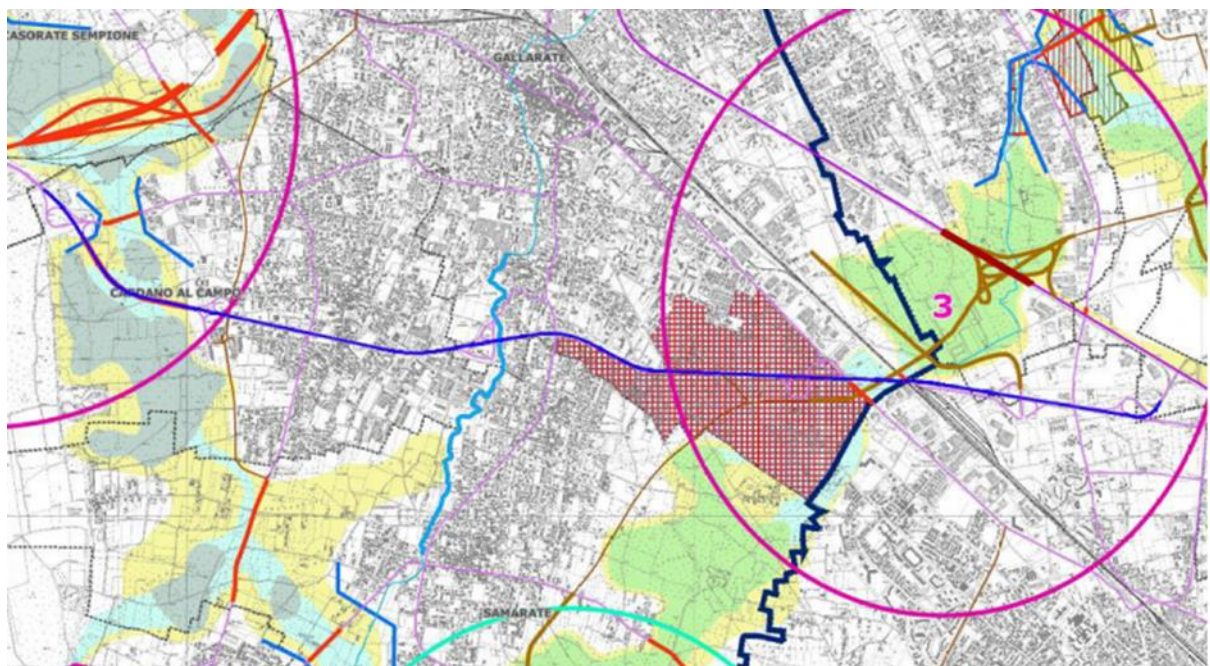 CASORATE SEMPIONE
GALLARATE
CARDANO AL CAMPO
3
SAMARATE